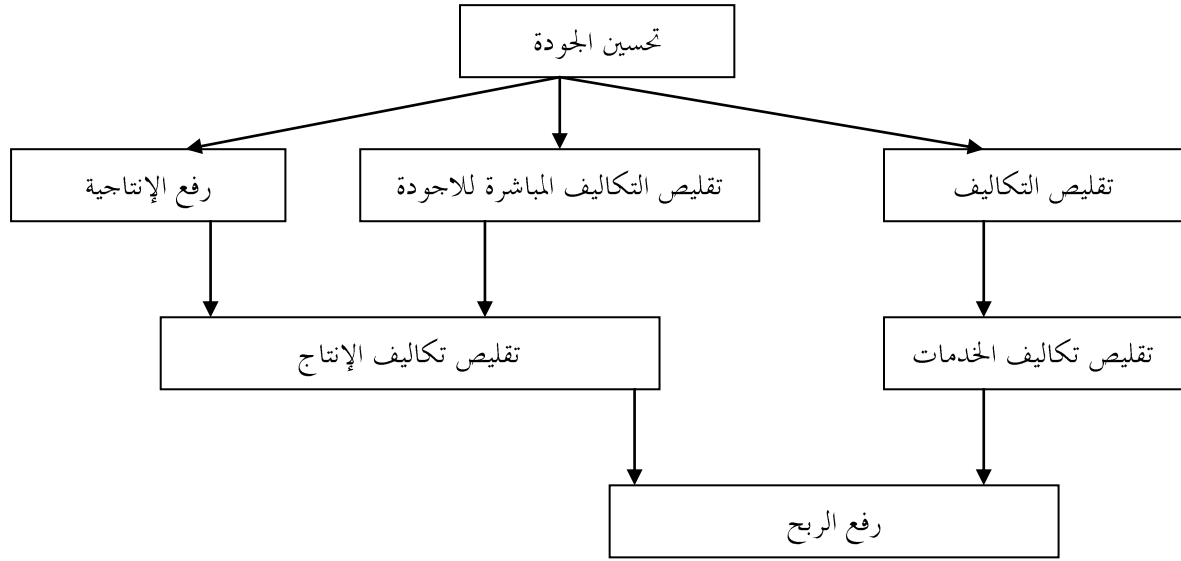 تحسين الجودة
تقليص التكاليف
تقليص التكاليف المباشرة للاجودة
رفع الإنتاجية
تقليص تكاليف الخدمات
تقليص تكاليف الإنتاج
رفع الربح